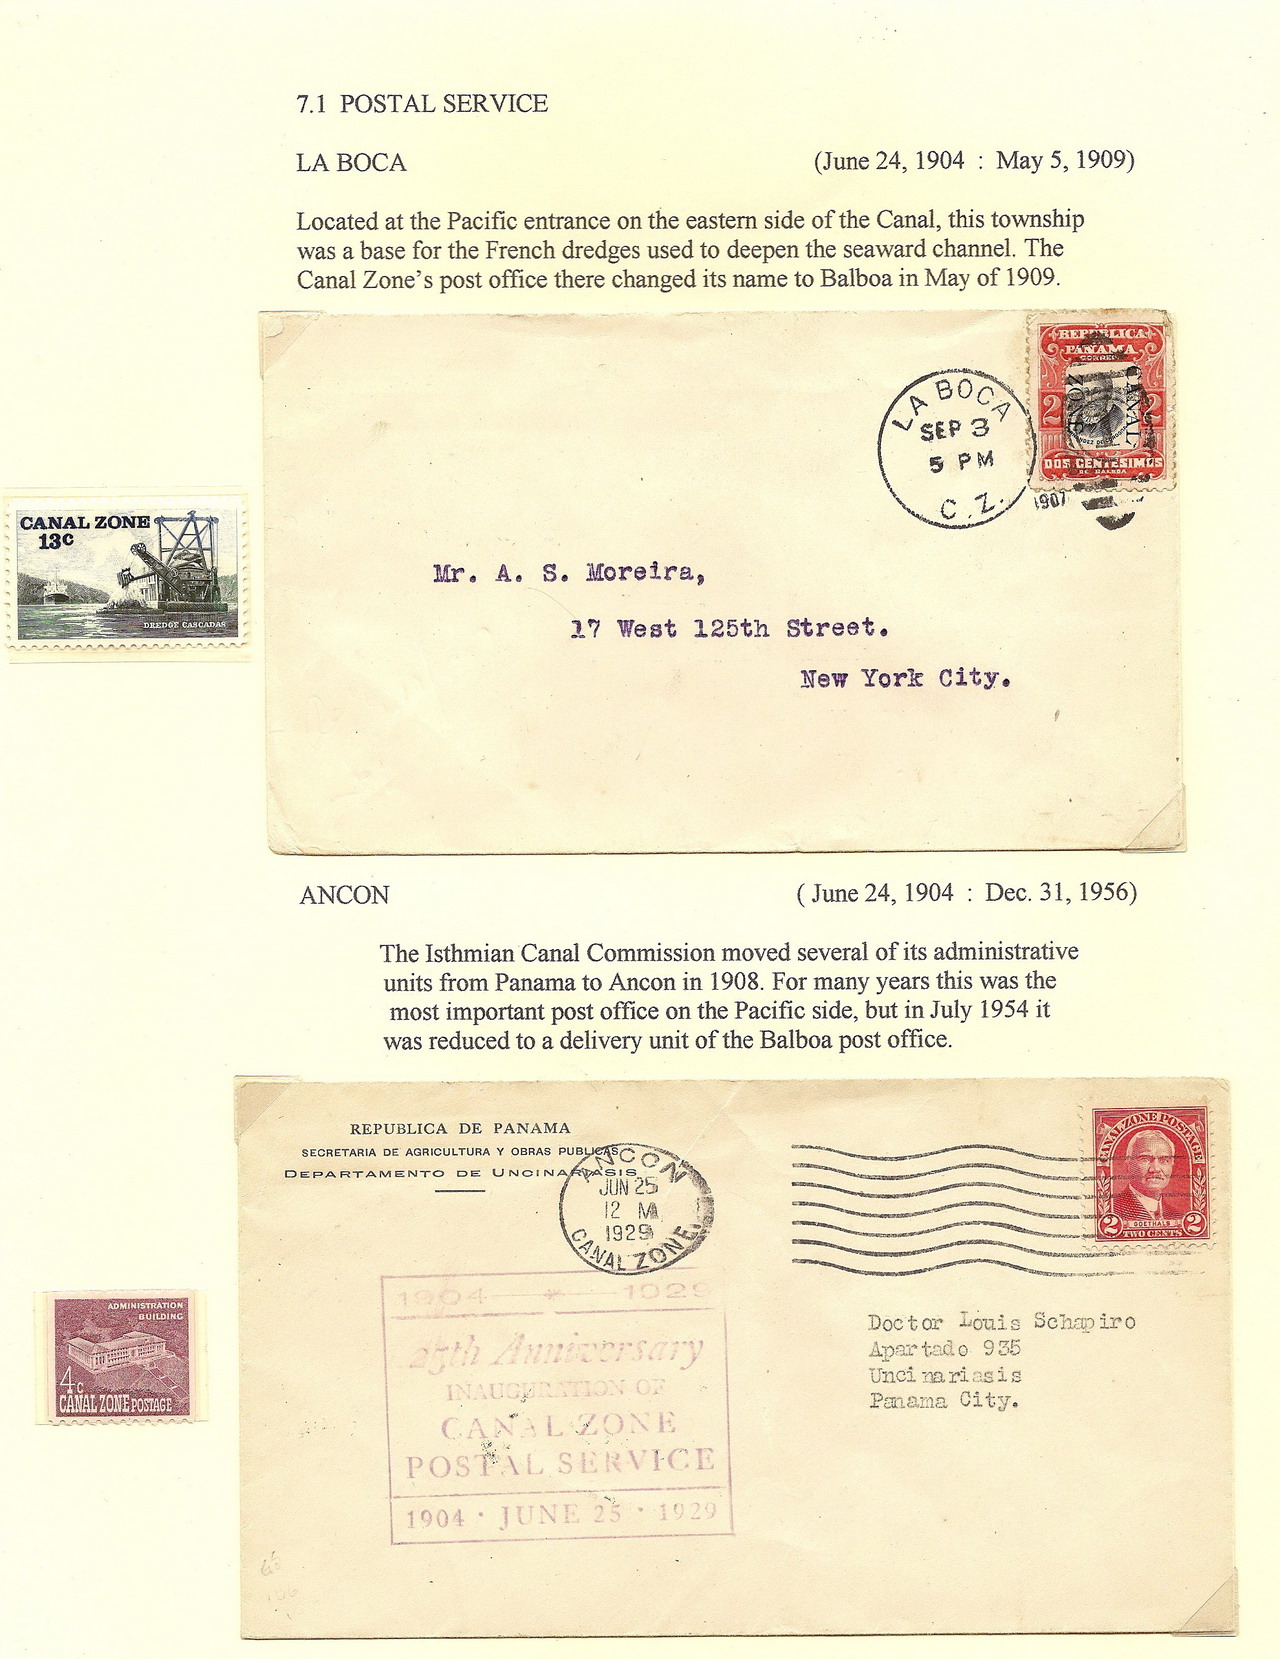 7.1 POSTAL SERVICE
LA BOCA (June 24, 1904 : May 5, 1909)
Located at the Pacific entrance on the eastern side of the Canal, this township
was a base for the French dredges used to deepen the seaward channel. The
Canal Zone's post office there changed its name to Balboa in May of 1909.
REPUBLICA
PANAMA
CORREOS
CANAL
ZONE
2 2
DOS CENTESIMOS
DE BALBOA
LA BOCA
SEP 3
5 PM
C. Z.
1907
CANAL ZONE
13c
DREDGE CASCADAS
Mr. A. S. Moreira,
17 West 125th Street.
New York City.
ANCON ( June 24, 1904 : Dec. 31, 1956)
The Isthmian Canal Commission moved several of its administrative
units from Panama to Ancon in 1908. For many years this was the
most important post office on the Pacific side, but in July 1954 it
was reduced to a delivery unit of the Balboa post office.
REPUBLICA DE PANAMA
SECRETARIA DE AGRICULTURA Y OBRAS PUBLICAS
DEPARTAMENTO DE UNCINARIASIS
ANCON
JUN 25
12 M
1929
CANAL ZONE
CANAL ZONE POSTAGE
2 GOETHALS 2
TWO CENTS
1904 * 1929
25th Anniversary
INAUGURATION OF
CANAL ZONE
POSTAL SERVICE
1904 · JUNE 25 · 1929
Doctor Louis Schapiro
Apartado 935
Uncinariasis
Panama City.
ADMINISTRATION
BUILDING
4c
CANAL ZONE POSTAGE